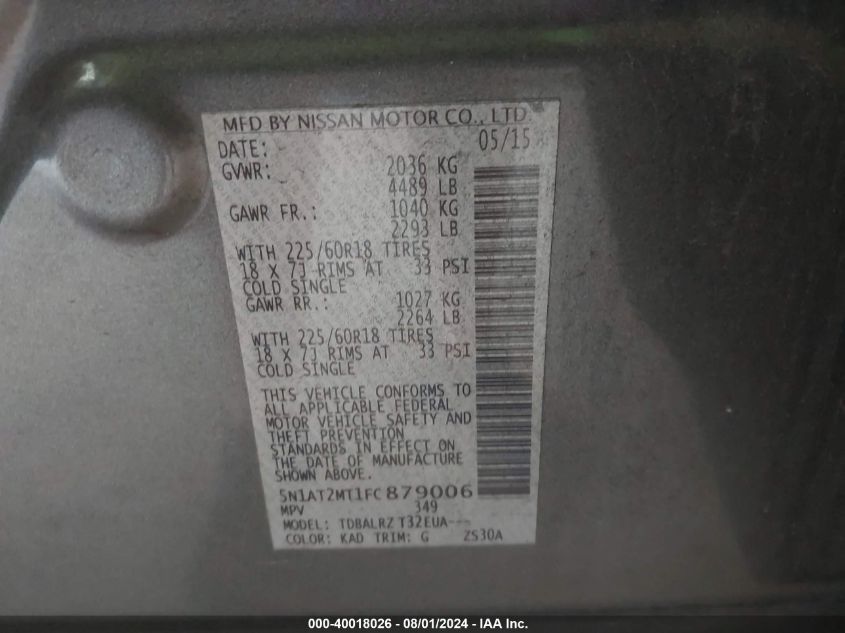 MFD BY NISSAN MOTOR CO., LTD
DATE: 05/15
GVWR: 2036 KG
4489 LB
GAWR FR.: 1040 KG
2293 LB
WITH 225/60R18 TIRES
18 X 7J RIMS AT 33 PSI
COLD SINGLE
GAWR RR.: 1027 KG
2264 LB
WITH 225/60R18 TIRES
18 X 7J RIMS AT 33 PSI
COLD SINGLE
THIS VEHICLE CONFORMS TO
ALL APPLICABLE FEDERAL
MOTOR VEHICLE SAFETY AND
THEFT PREVENTION
STANDARDS IN EFFECT ON
THE DATE OF MANUFACTURE
SHOWN ABOVE.
5N1AT2MT1FC879006
MPV 349
MODEL: TDBALRZ T32EUA---
COLOR: KAD TRIM: G ZS30A
000-40018026 - 08/01/2024 - IAA Inc.